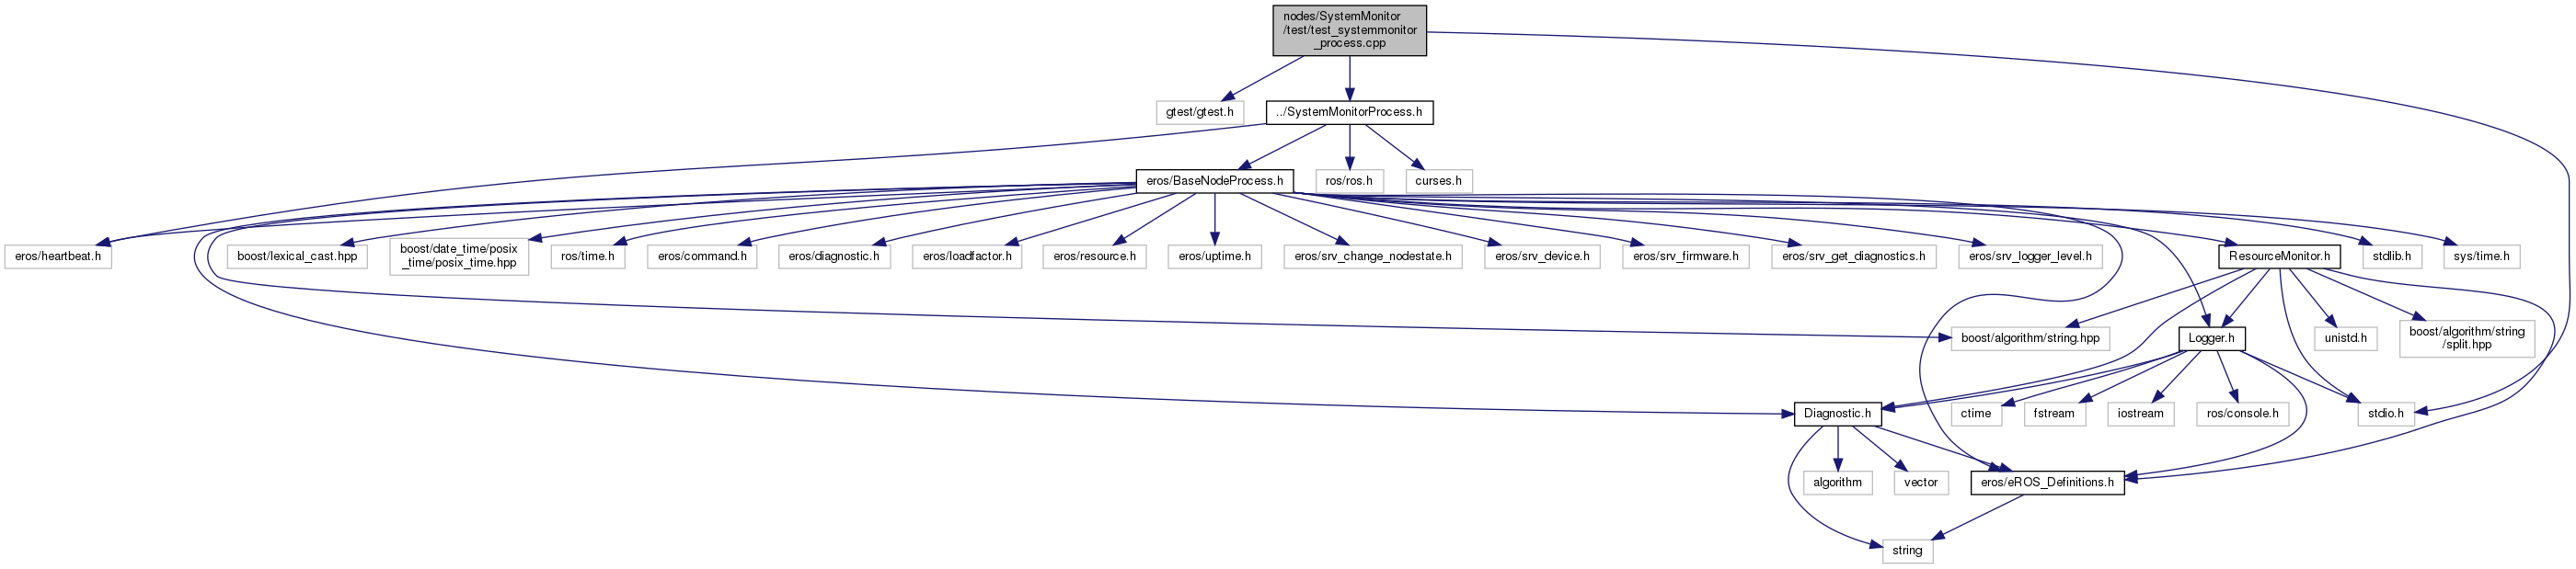 nodes/SystemMonitor
/test/test_systemmonitor
_process.cpp
gtest/gtest.h
../SystemMonitorProcess.h
eros/BaseNodeProcess.h
ros/ros.h
curses.h
eros/heartbeat.h
boost/lexical_cast.hpp
boost/date_time/posix
_time/posix_time.hpp
ros/time.h
eros/command.h
eros/diagnostic.h
eros/loadfactor.h
eros/resource.h
eros/uptime.h
eros/srv_change_nodestate.h
eros/srv_device.h
eros/srv_firmware.h
eros/srv_get_diagnostics.h
eros/srv_logger_level.h
ResourceMonitor.h
stdlib.h
sys/time.h
boost/algorithm/string.hpp
Logger.h
unistd.h
boost/algorithm/string
/split.hpp
Diagnostic.h
ctime
fstream
iostream
ros/console.h
stdio.h
algorithm
vector
eros/eROS_Definitions.h
string